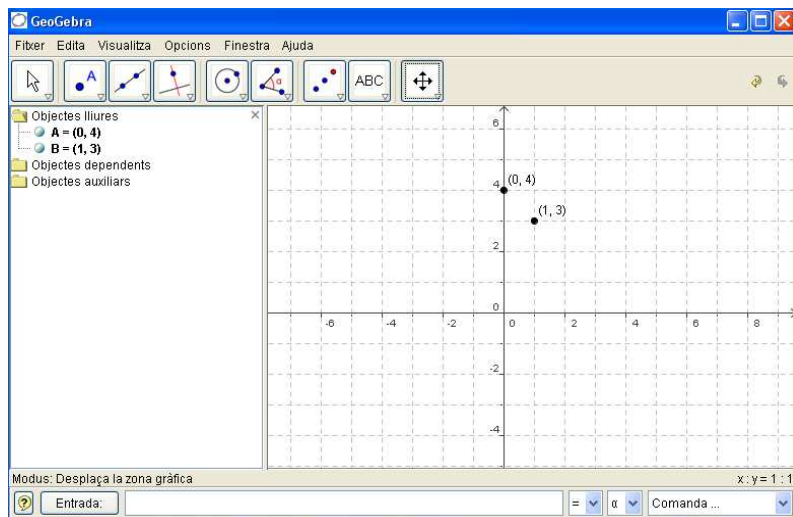 GeoGebra
Fitxer Edita Visualitza Opcions Finestra Ajuda
A ABC
Objectes lliures
A = (0, 4)
B = (1, 3)
Objectes dependents
Objectes auxiliars
6
4 (0, 4)
(1, 3)
2
0
-6 -4 -2 0 2 4 6 8
-2
-4
Modus: Desplaça la zona gràfica x : y = 1 : 1
Entrada: = α Comanda ...